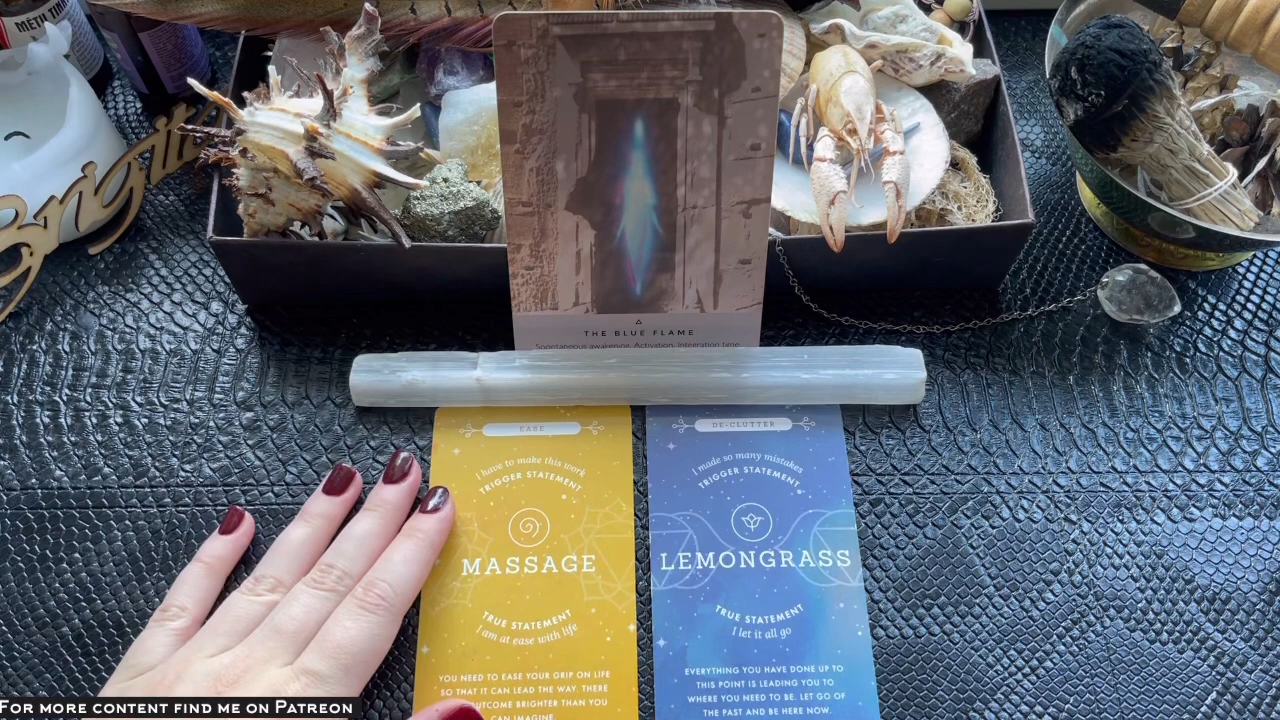 Brigita
THE BLUE FLAME
Spontaneous awakening. Activation. Integration time.
EASE
I have to make this work
TRIGGER STATEMENT
MASSAGE
TRUE STATEMENT
I am at ease with life
YOU NEED TO EASE YOUR GRIP ON LIFE
SO THAT IT CAN LEAD THE WAY. THERE
OUTCOME BRIGHTER THAN YOU
CAN IMAGINE.
DE-CLUTTER
I made so many mistakes
TRIGGER STATEMENT
LEMONGRASS
TRUE STATEMENT
I let it all go
EVERYTHING YOU HAVE DONE UP TO
THIS POINT IS LEADING YOU TO
WHERE YOU NEED TO BE. LET GO OF
THE PAST AND BE HERE NOW.
FOR MORE CONTENT FIND ME ON PATREON